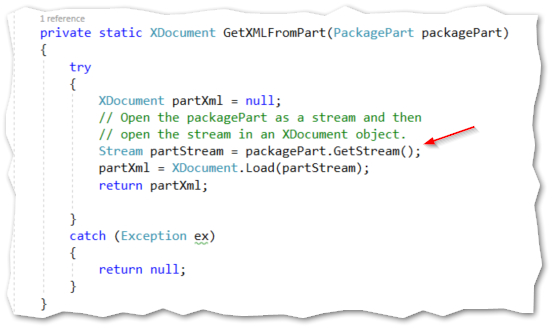 1 reference
private static XDocument GetXMLFromPart(PackagePart packagePart)
{
try
{
XDocument partXml = null;
// Open the packagePart as a stream and then
// open the stream in an XDocument object.
Stream partStream = packagePart.GetStream();
partXml = XDocument.Load(partStream);
return partXml;
}
catch (Exception ex)
{
return null;
}
}